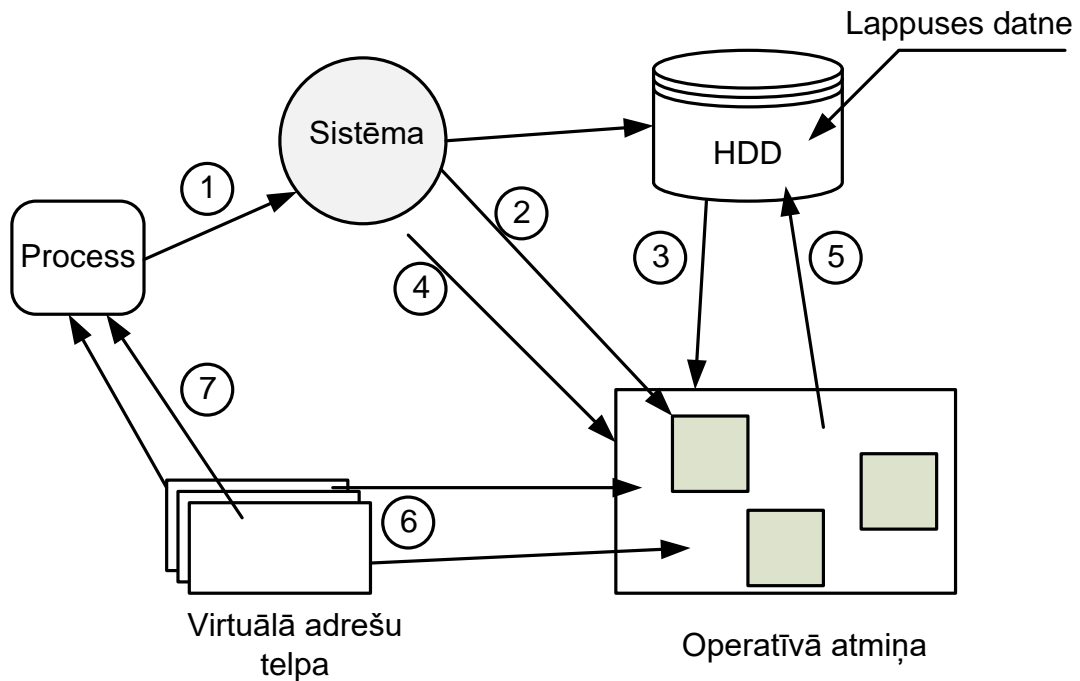 Lappuses datne
Sistēma
HDD
1
2
Process
3
5
4
7
6
Virtuālā adrešu
telpa
Operatīvā atmiņa